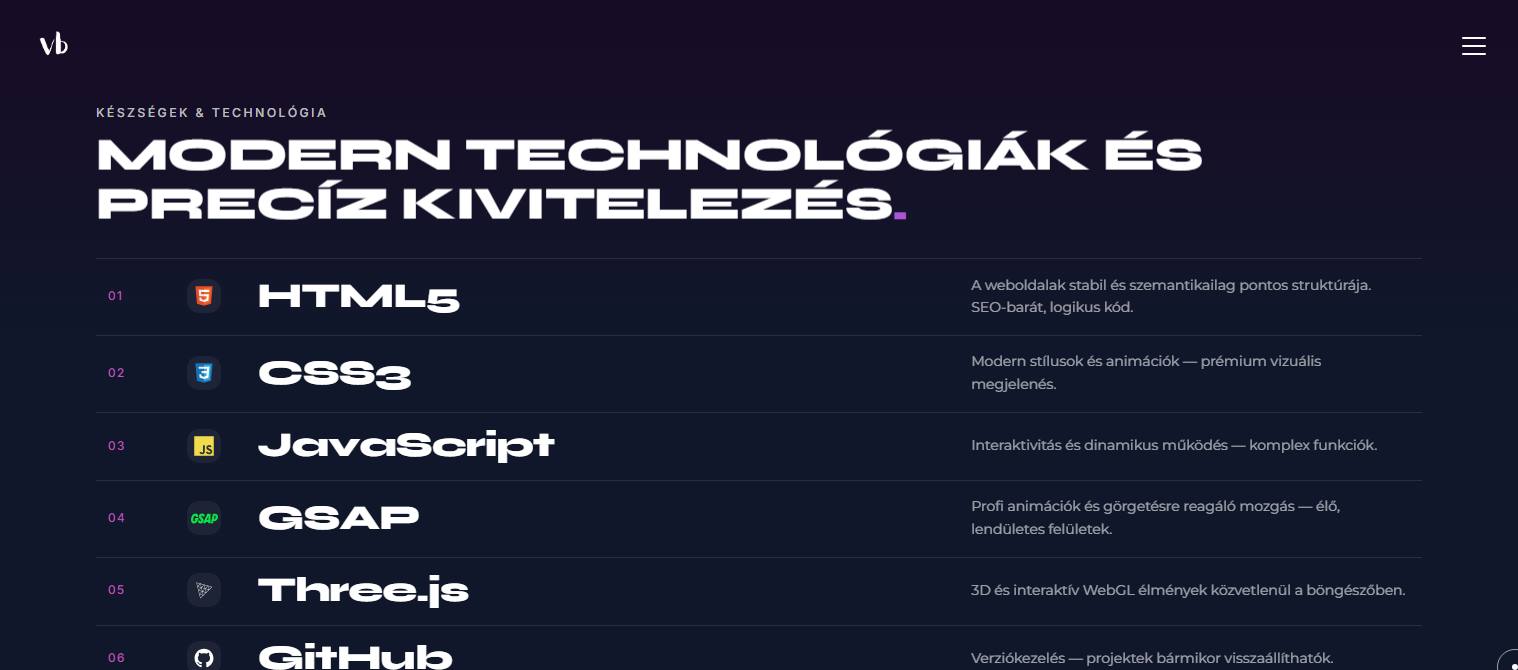 vb
KÉSZSÉGEK & TECHNOLÓGIA
MODERN TECHNOLÓGIÁK ÉS
PRECÍZ KIVITELEZÉS.
01
5
HTML5
A weboldalak stabil és szemantikailag pontos struktúrája.
SEO-barát, logikus kód.
02
3
CSS3
Modern stílusok és animációk — prémium vizuális
megjelenés.
03
JS
JavaScript
Interaktivitás és dinamikus működés — komplex funkciók.
04
GSAP
GSAP
Profi animációk és görgetésre reagáló mozgás — élő,
lendületes felületek.
05
Three.js
3D és interaktív WebGL élmények közvetlenül a böngészőben.
06
GitHub
Verziókezelés — projektek bármikor visszaállíthatók.